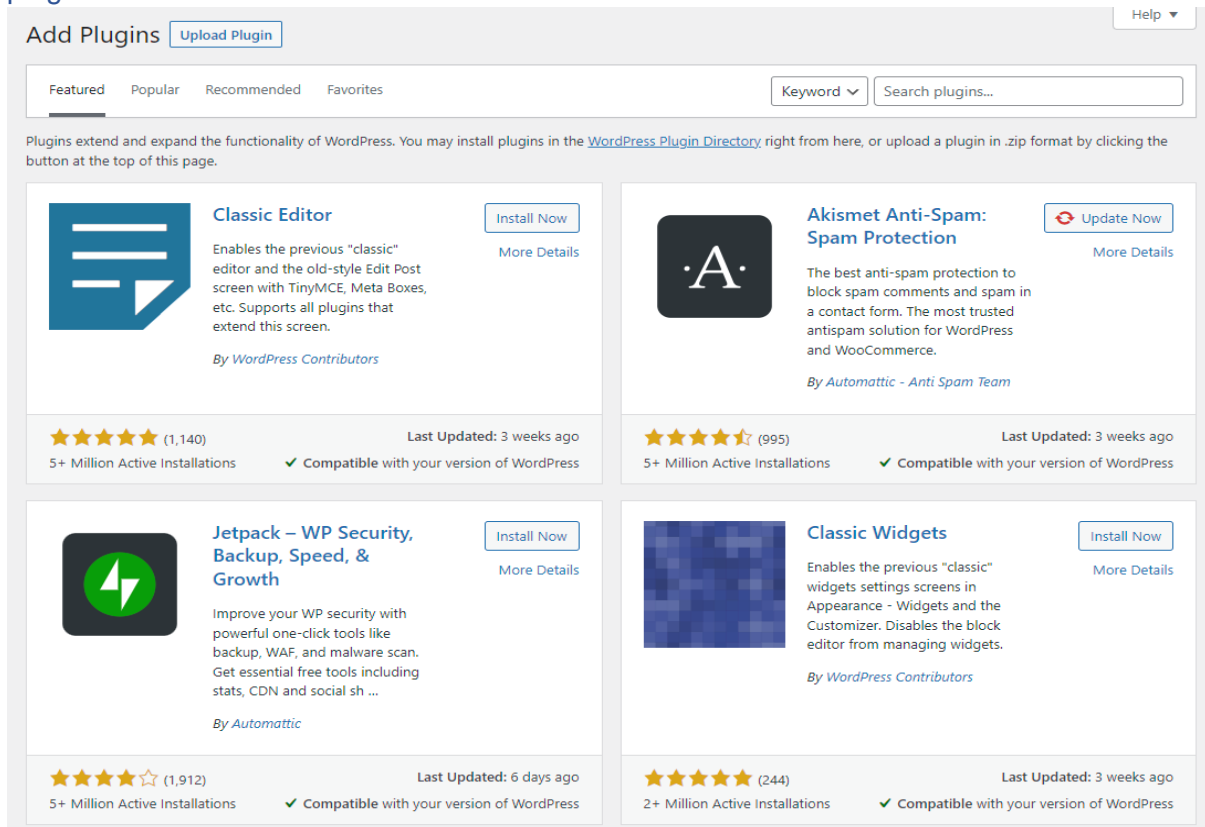 Help
Add Plugins Upload Plugin
Featured Popular Recommended Favorites Keyword Search plugins...
Plugins extend and expand the functionality of WordPress. You may install plugins in the WordPress Plugin Directory right from here, or upload a plugin in .zip format by clicking the
button at the top of this page.
Classic Editor
Install Now
More Details
Enables the previous "classic"
editor and the old-style Edit Post
screen with TinyMCE, Meta Boxes,
etc. Supports all plugins that
extend this screen.
By WordPress Contributors
(1,140)
Last Updated: 3 weeks ago
5+ Million Active Installations
Compatible with your version of WordPress
A
Akismet Anti-Spam:
Spam Protection
Update Now
More Details
The best anti-spam protection to
block spam comments and spam in
a contact form. The most trusted
antispam solution for WordPress
and WooCommerce.
By Automattic - Anti Spam Team
(995)
Last Updated: 3 weeks ago
5+ Million Active Installations
Compatible with your version of WordPress
Jetpack – WP Security,
Backup, Speed, &
Growth
Install Now
More Details
Improve your WP security with
powerful one-click tools like
backup, WAF, and malware scan.
Get essential free tools including
stats, CDN and social sh ...
By Automattic
(1,912)
Last Updated: 6 days ago
5+ Million Active Installations
Compatible with your version of WordPress
Classic Widgets
Install Now
More Details
Enables the previous "classic"
widgets settings screens in
Appearance - Widgets and the
Customizer. Disables the block
editor from managing widgets.
By WordPress Contributors
(244)
Last Updated: 3 weeks ago
2+ Million Active Installations
Compatible with your version of WordPress